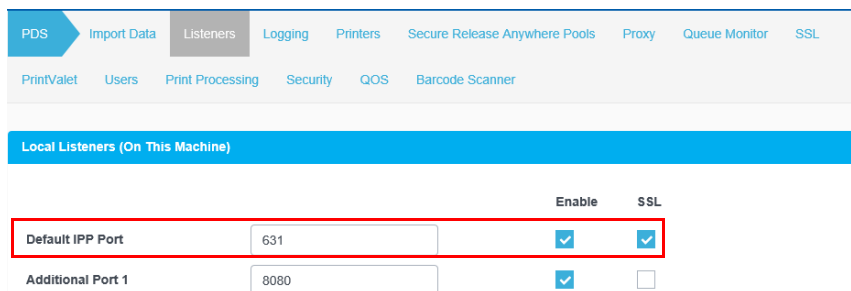 PDS Import Data Listeners Logging Printers Secure Release Anywhere Pools Proxy Queue Monitor SSL
PrintValet Users Print Processing Security QOS Barcode Scanner
Local Listeners (On This Machine)
Enable SSL
Default IPP Port 631
Additional Port 1 8080